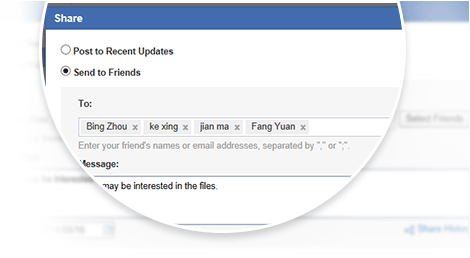 Share
Post to Recent Updates
Send to Friends
To:
Bing Zhou x ke xing x jian ma x Fang Yuan x
Select Friends
Enter your friend's names or email addresses, separated by "," or ";".
Message:
may be interested in the files.
Share History